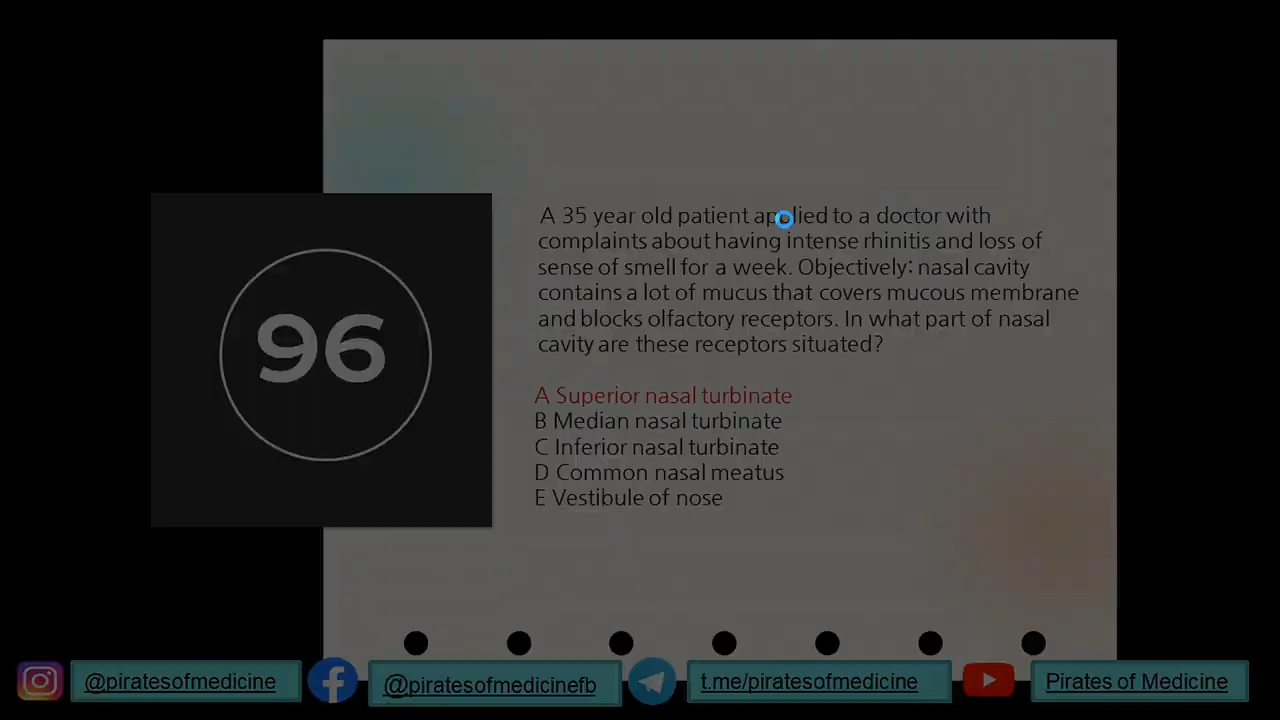 96
A 35 year old patient applied to a doctor with
complaints about having intense rhinitis and loss of
sense of smell for a week. Objectively: nasal cavity
contains a lot of mucus that covers mucous membrane
and blocks olfactory receptors. In what part of nasal
cavity are these receptors situated?
A Superior nasal turbinate
B Median nasal turbinate
C Inferior nasal turbinate
D Common nasal meatus
E Vestibule of nose
@piratesofmedicine
@piratesofmedicinefb
t.me/piratesofmedicine
Pirates of Medicine